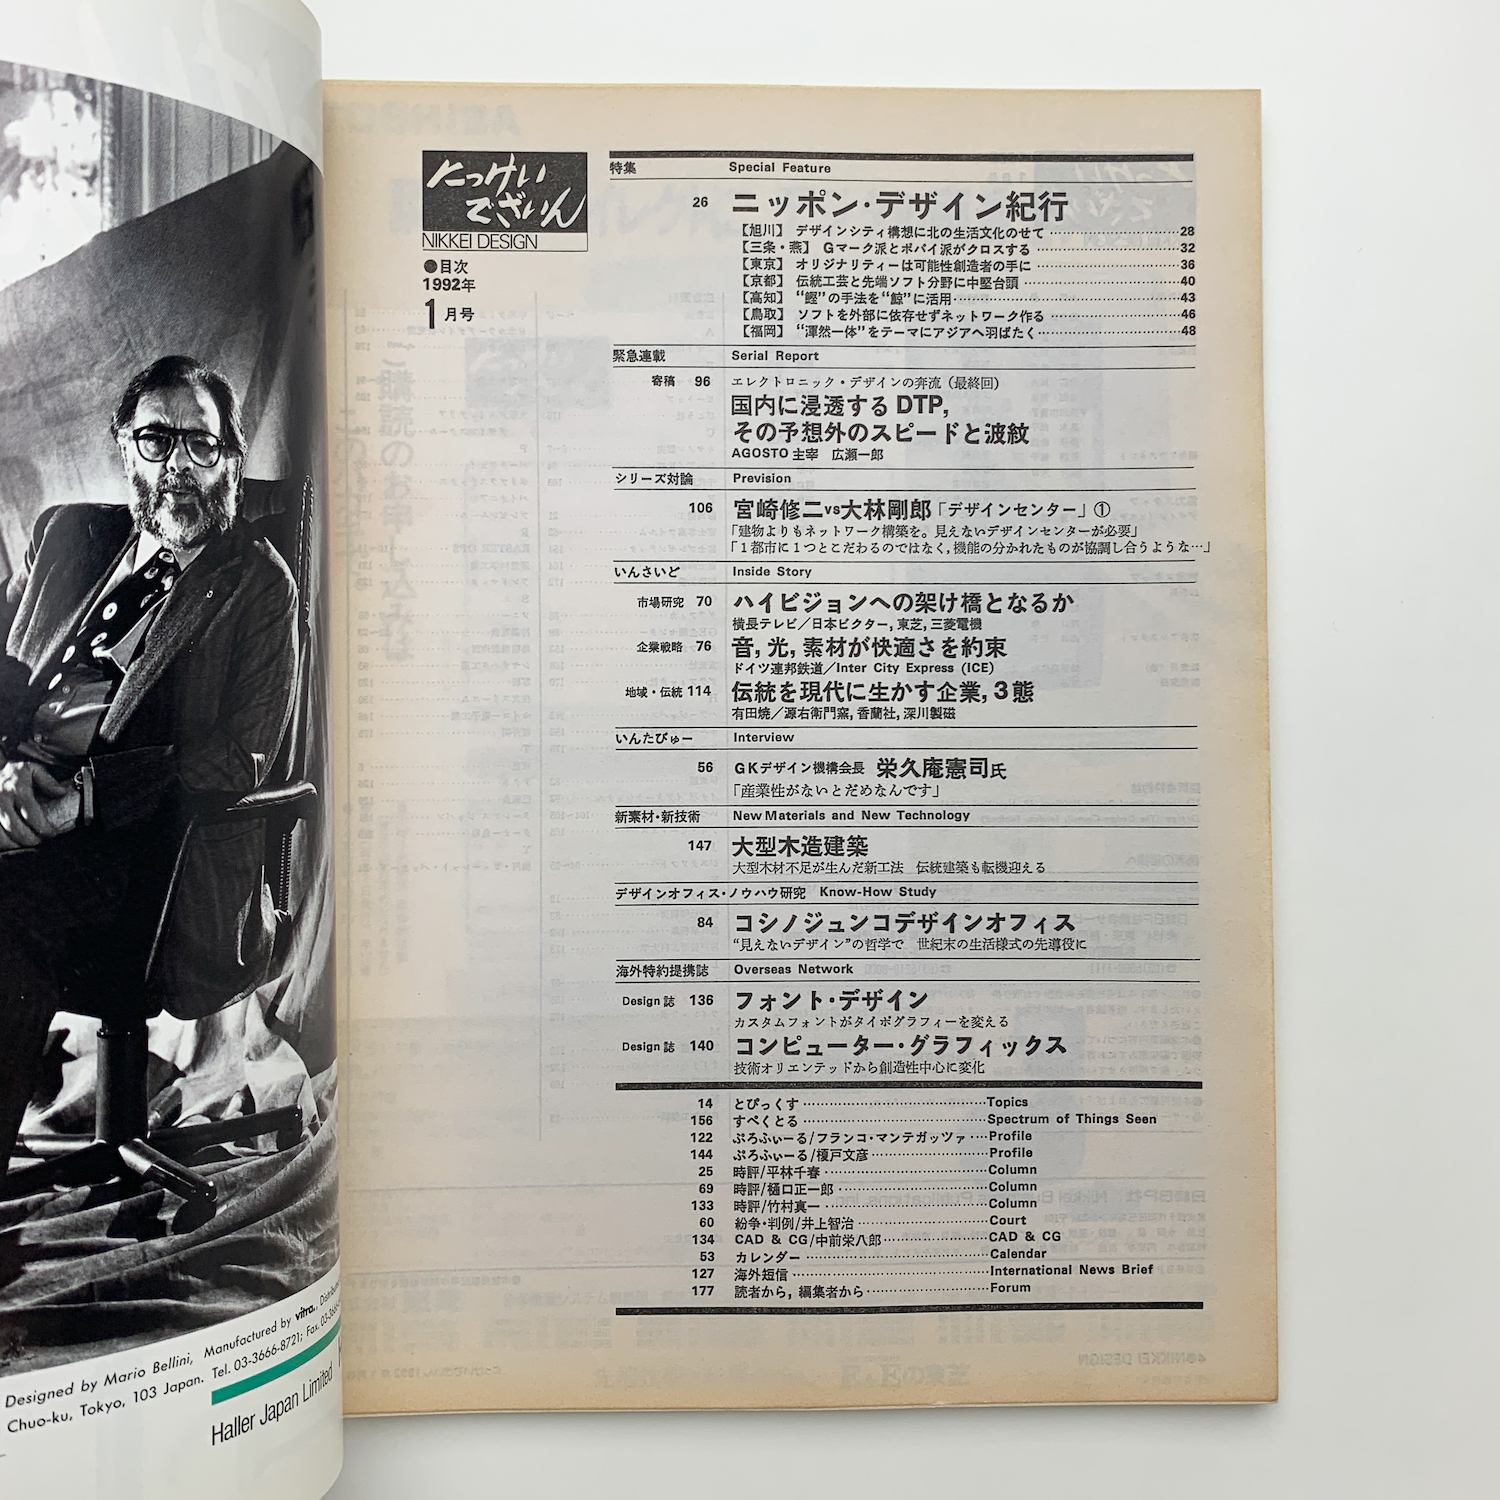 にっけい
でざいん
NIKKEI DESIGN
●目次
1992年
1月号
特集 Special Feature
26 ニッポン・デザイン紀行
【旭川】 デザインシティ構想に北の生活文化のせて 28
【三条・燕】 Gマーク派とポパイ派がクロスする 32
【東京】 オリジナリティーは可能性創造者の手に 36
【京都】 伝統工芸と先端ソフト分野に中堅台頭 40
【高知】 “鰹”の手法を“鯨”に活用 43
【鳥取】 ソフトを外部に依存せずネットワーク作る 46
【福岡】 “渾然一体”をテーマにアジアへ羽ばたく 48
緊急連載 Serial Report
寄稿 96 エレクトロニック・デザインの奔流（最終回）
国内に浸透する DTP,
その予想外のスピードと波紋
AGOSTO 主宰 広瀬一郎
シリーズ対論 Prevision
106 宮崎修二vs大林剛郎「デザインセンター」①
「建物よりもネットワーク構築を。見えないデザインセンターが必要」
「1都市に1つとこだわるのではなく, 機能の分かれたものが協調し合うような…」
いんさいど Inside Story
市場研究 70 ハイビジョンへの架け橋となるか
横長テレビ／日本ビクター, 東芝, 三菱電機
企業戦略 76 音, 光, 素材が快適さを約束
ドイツ連邦鉄道／Inter City Express (ICE)
地域・伝統 114 伝統を現代に生かす企業, 3態
有田焼／源右衛門窯, 香蘭社, 深川製磁
いんたびゅー Interview
56 GKデザイン機構会長 栄久庵憲司氏
「産業性がないとだめなんです」
新素材・新技術 New Materials and New Technology
147 大型木造建築
大型木材不足が生んだ新工法 伝統建築も転機迎える
デザインオフィス・ノウハウ研究 Know-How Study
84 コシノジュンコデザインオフィス
“見えないデザイン”の哲学で 世紀末の生活様式の先導役に
海外特約提携誌 Overseas Network
Design 誌 136 フォント・デザイン
カスタムフォントがタイポグラフィーを変える
Design 誌 140 コンピューター・グラフィックス
技術オリエンテッドから創造性中心に変化
14 とぴっくす Topics
156 すぺくとる Spectrum of Things Seen
122 ぷろふぃーる/フランコ・マンテガッツァ Profile
144 ぷろふぃーる/榎戸文彦 Profile
25 時評/平林千春 Column
69 時評/樋口正一郎 Column
133 時評/竹村真一 Column
60 紛争・判例/井上智治 Court
134 CAD & CG/中前栄八郎 CAD & CG
53 カレンダー Calendar
127 海外短信 International News Brief
177 読者から, 編集者から Forum
Designed by Mario Bellini, Manufactured by vitra.
Chuo-ku, Tokyo, 103 Japan. Tel. 03-3666-8721; Fax. 
Haller Japan Limited